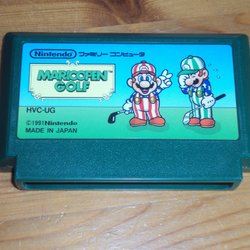 Nintendo ファミリー コンピュータ
MARIO OPEN
GOLF
HVC-UG
©1991 Nintendo
MADE IN JAPAN